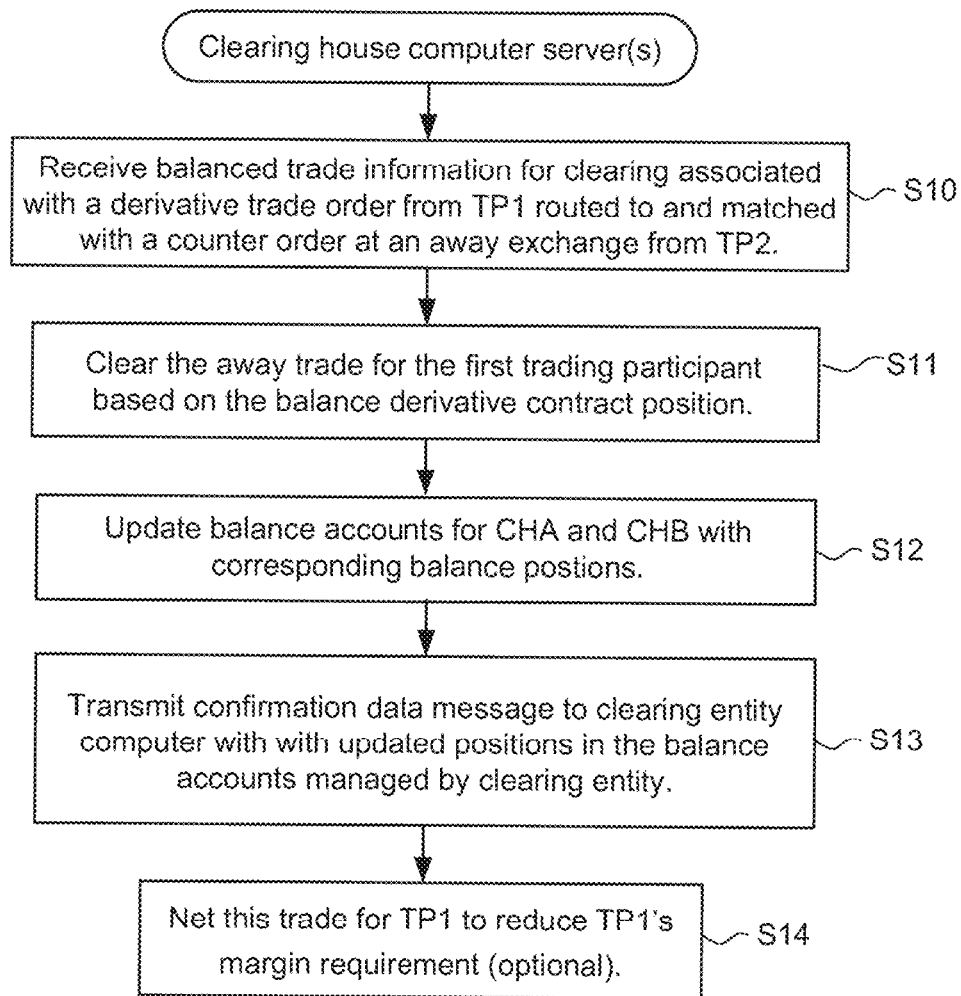 Clearing house computer server(s)
Receive balanced trade information for clearing associated
with a derivative trade order from TP1 routed to and matched
with a counter order at an away exchange from TP2.
S10
Clear the away trade for the first trading participant
based on the balance derivative contract position.
S11
Update balance accounts for CHA and CHB with
corresponding balance postions.
S12
Transmit confirmation data message to clearing entity
computer with with updated positions in the balance
accounts managed by clearing entity.
S13
Net this trade for TP1 to reduce TP1's
margin requirement (optional).
S14